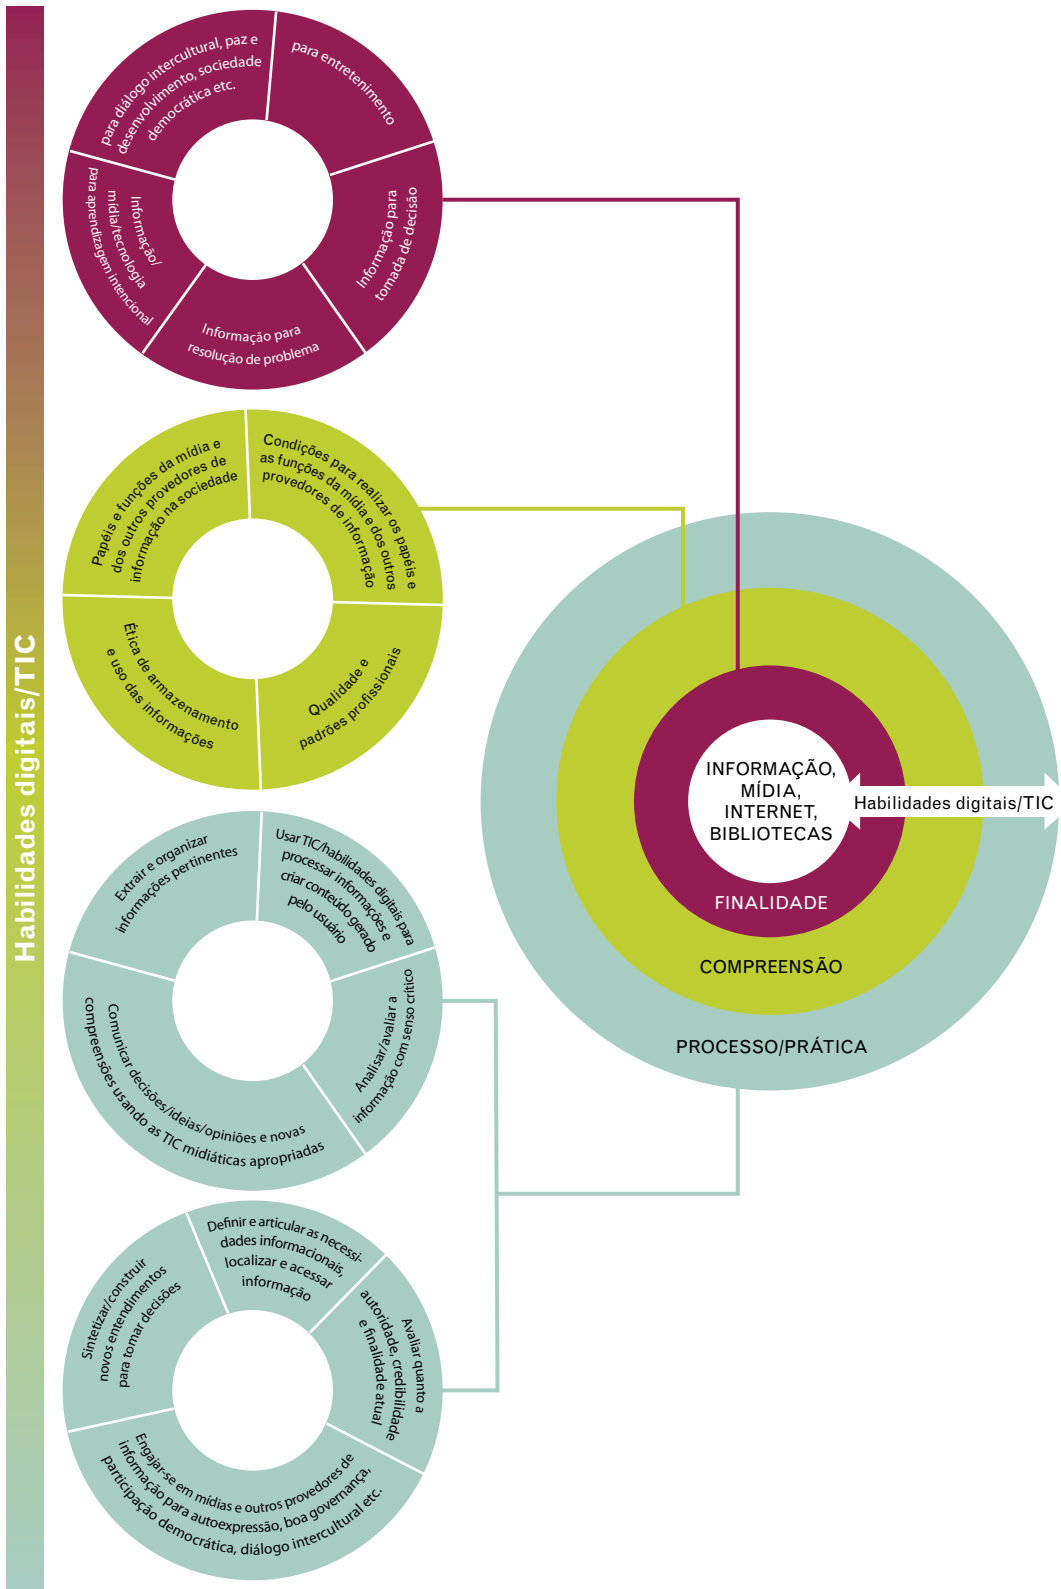 Habilidades digitais/TIC
para diálogo intercultural, paz e
desenvolvimento, sociedade
democrática etc.
para entretenimento
Informação para
tomada de decisão
Informação para
resolução de problema
Informação/
mídia/tecnologia
para aprendizagem intencional
Papéis e funções da mídia e
dos outros provedores de
informação na sociedade
Condições para realizar os papéis e
as funções da mídia e dos outros
provedores de informação
Qualidade e
padrões profissionais
Ética de armazenamento
e uso das informações
Extrair e organizar
informações pertinentes
Usar TIC/habilidades digitais para
processar informações e
criar conteúdo gerado
pelo usuário
Analisar/avaliar a
informação com senso crítico
Comunicar decisões/ideias/opiniões e novas
compreensões usando as TIC midiáticas apropriadas
Sintetizar/construir
novos entendimentos
para tomar decisões
Definir e articular as necessi-
dades informacionais,
localizar e acessar
informação
Avaliar quanto a
autoridade, credibilidade
e finalidade atual
Engajar-se em mídias e outros provedores de
informação para autoexpressão, boa governança,
participação democrática, diálogo intercultural etc.
INFORMAÇÃO,
MÍDIA,
INTERNET,
BIBLIOTECAS
Habilidades digitais/TIC
FINALIDADE
COMPREENSÃO
PROCESSO/PRÁTICA